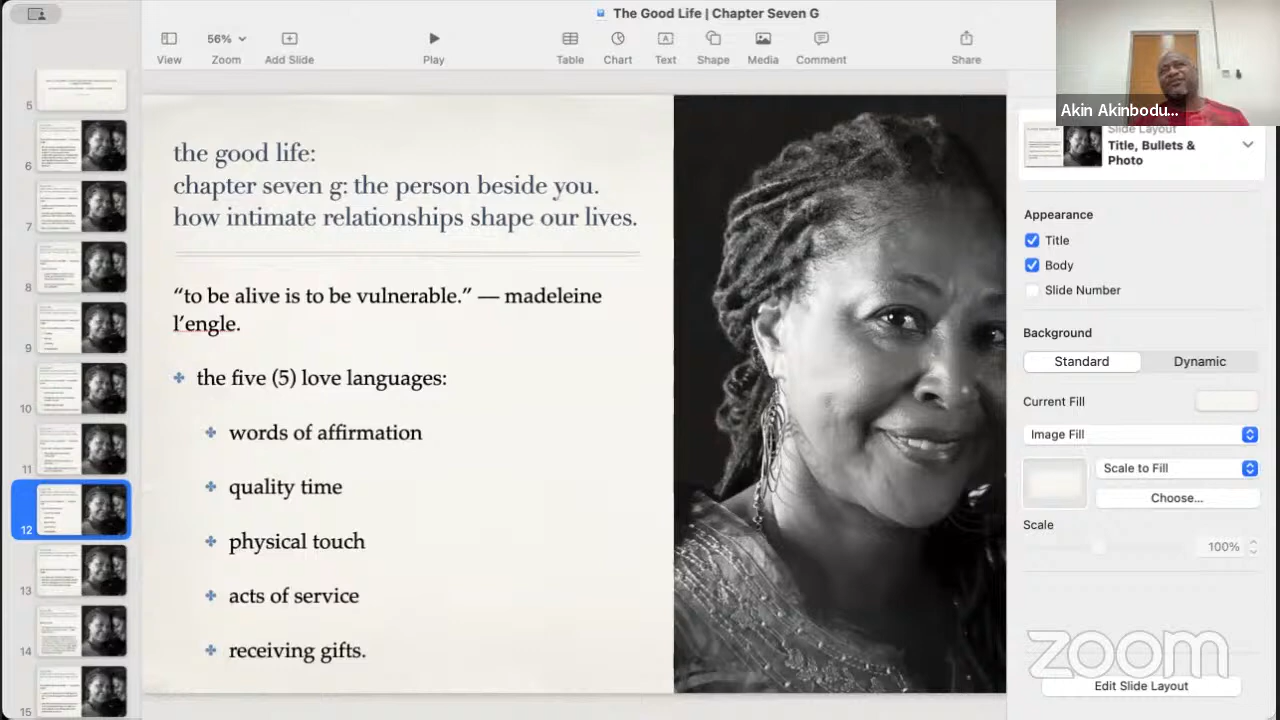 The Good Life | Chapter Seven G
56%
View
Zoom
Add Slide
Play
Table
Chart
Text
Shape
Media
Comment
Share
Akin Akinbodu...
5
6
7
8
9
10
11
12
13
14
15
the good life:
chapter seven g: the person beside you.
how intimate relationships shape our lives.
“to be alive is to be vulnerable.” — madeleine
l’engle.
the five (5) love languages:
words of affirmation
quality time
physical touch
acts of service
receiving gifts.
Slide Layout
Title, Bullets &
Photo
Appearance
Title
Body
Slide Number
Background
Standard
Dynamic
Current Fill
Image Fill
Scale to Fill
Choose...
Scale
100%
zoom
Edit Slide Layout